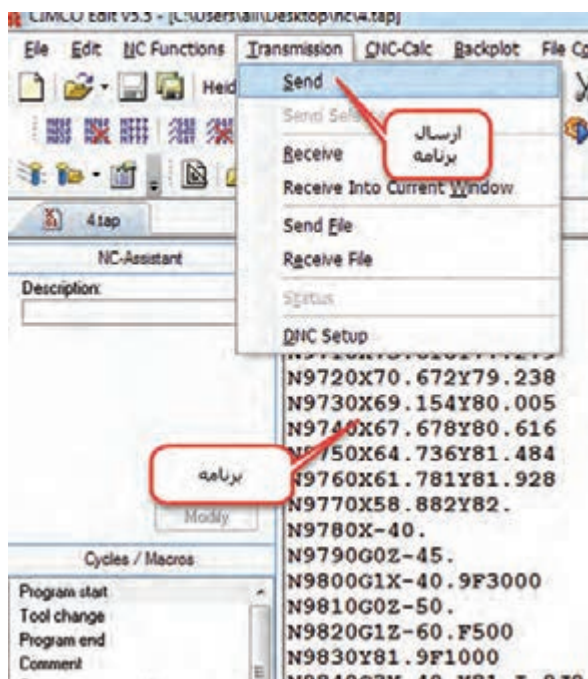 CIMCO Edit v5.5 - [C:\Users\ali\Desktop\nc\4.tap]
File Edit NC Functions Transmission CNC-Calc Backplot File
Heid
Send
ارسال
برنامه
Receive
Receive Into Current Window
Send File
Receive File
Status
DNC Setup
4.tap
NC-Assistant
Description:
N9720X70.672Y79.238
N9730X69.154Y80.005
N9740X67.678Y80.616
N9750X64.736Y81.484
برنامه
N9760X61.781Y81.928
N9770X58.882Y82.
Modify
N9780X-40.
N9790G0Z-45.
Cycles / Macros
N9800G1X-40.9F3000
Program start
N9810G0Z-50.
Tool change
N9820G1Z-60.F500
Program end
N9830Y81.9F1000
Comment